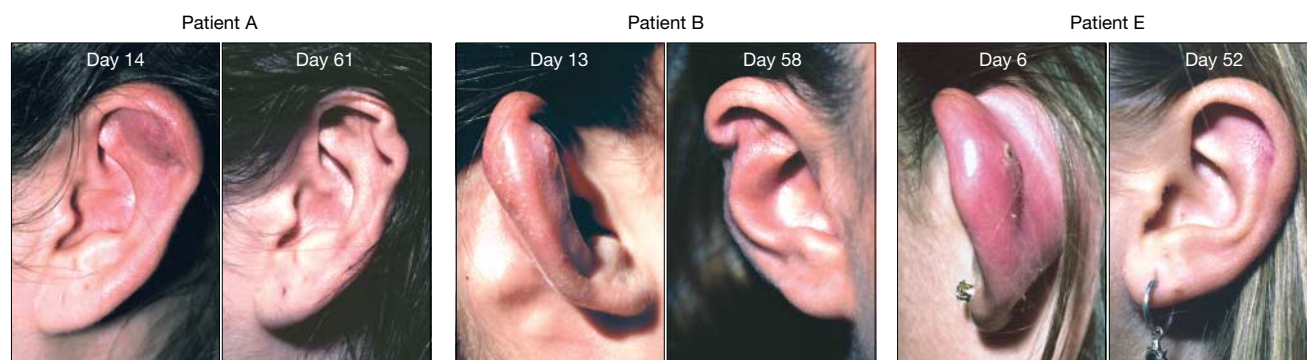 Patient A
Patient B
Patient E
Day 14
Day 61
Day 13
Day 58
Day 6
Day 52